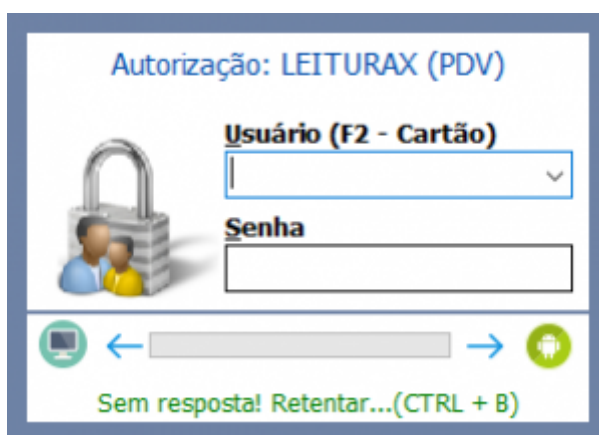 Autorização: LEITURAX (PDV)
Usuário (F2 - Cartão)
Senha
Sem resposta! Retentar...(CTRL + B)